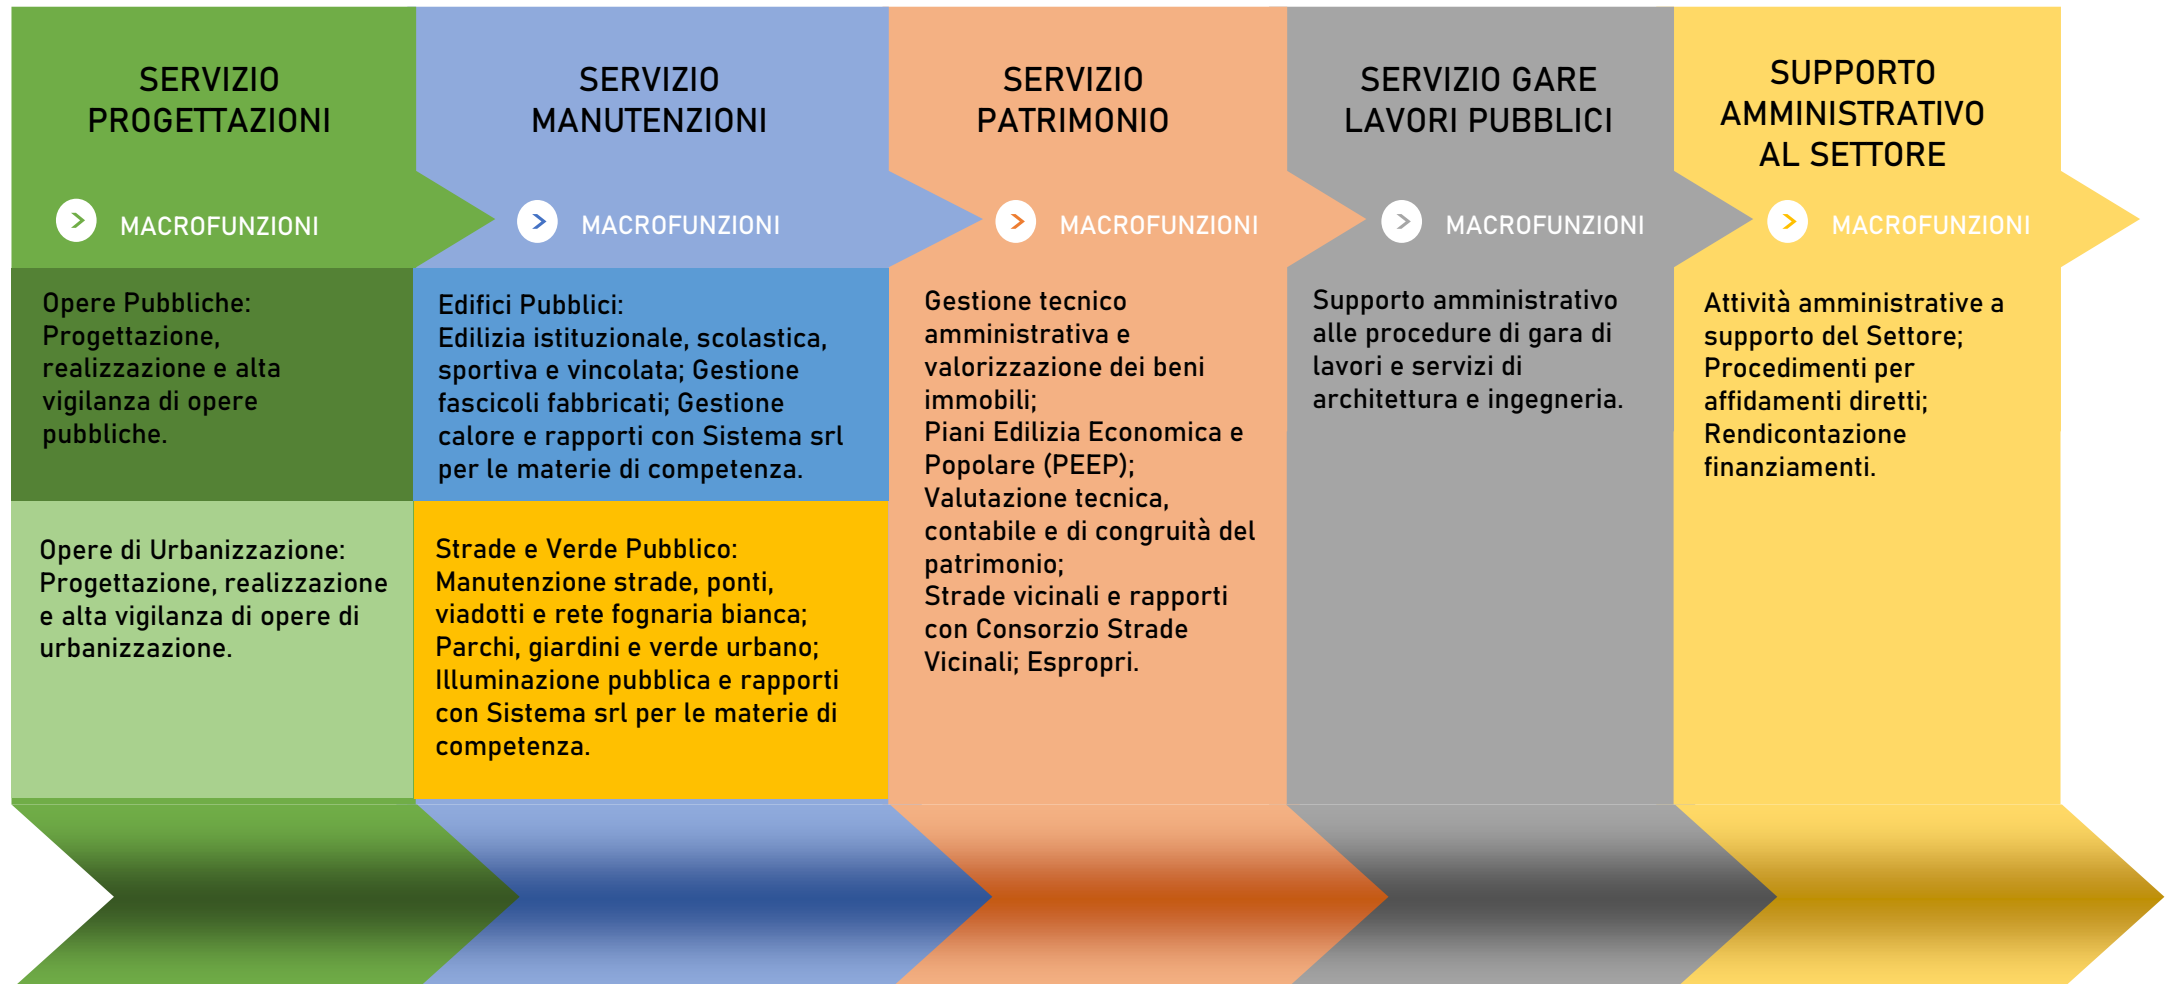 SERVIZIO
PROGETTAZIONI
MACROFUNZIONI
Opere Pubbliche:
Progettazione,
realizzazione e alta
vigilanza di opere
pubbliche.
Opere di Urbanizzazione:
Progettazione, realizzazione
e alta vigilanza di opere di
urbanizzazione.
SERVIZIO
MANUTENZIONI
MACROFUNZIONI
Edifici Pubblici:
Edilizia istituzionale, scolastica,
sportiva e vincolata; Gestione
fascicoli fabbricati; Gestione
calore e rapporti con Sistema srl
per le materie di competenza.
Strade e Verde Pubblico:
Manutenzione strade, ponti,
viadotti e rete fognaria bianca;
Parchi, giardini e verde urbano;
Illuminazione pubblica e rapporti
con Sistema srl per le materie di
competenza.
SERVIZIO
PATRIMONIO
MACROFUNZIONI
Gestione tecnico
amministrativa e
valorizzazione dei beni
immobili;
Piani Edilizia Economica e
Popolare (PEEP);
Valutazione tecnica,
contabile e di congruità del
patrimonio;
Strade vicinali e rapporti
con Consorzio Strade
Vicinali; Espropri.
SERVIZIO GARE
LAVORI PUBBLICI
MACROFUNZIONI
Supporto amministrativo
alle procedure di gara di
lavori e servizi di
architettura e ingegneria.
SUPPORTO
AMMINISTRATIVO
AL SETTORE
MACROFUNZIONI
Attività amministrative a
supporto del Settore;
Procedimenti per
affidamenti diretti;
Rendicontazione
finanziamenti.